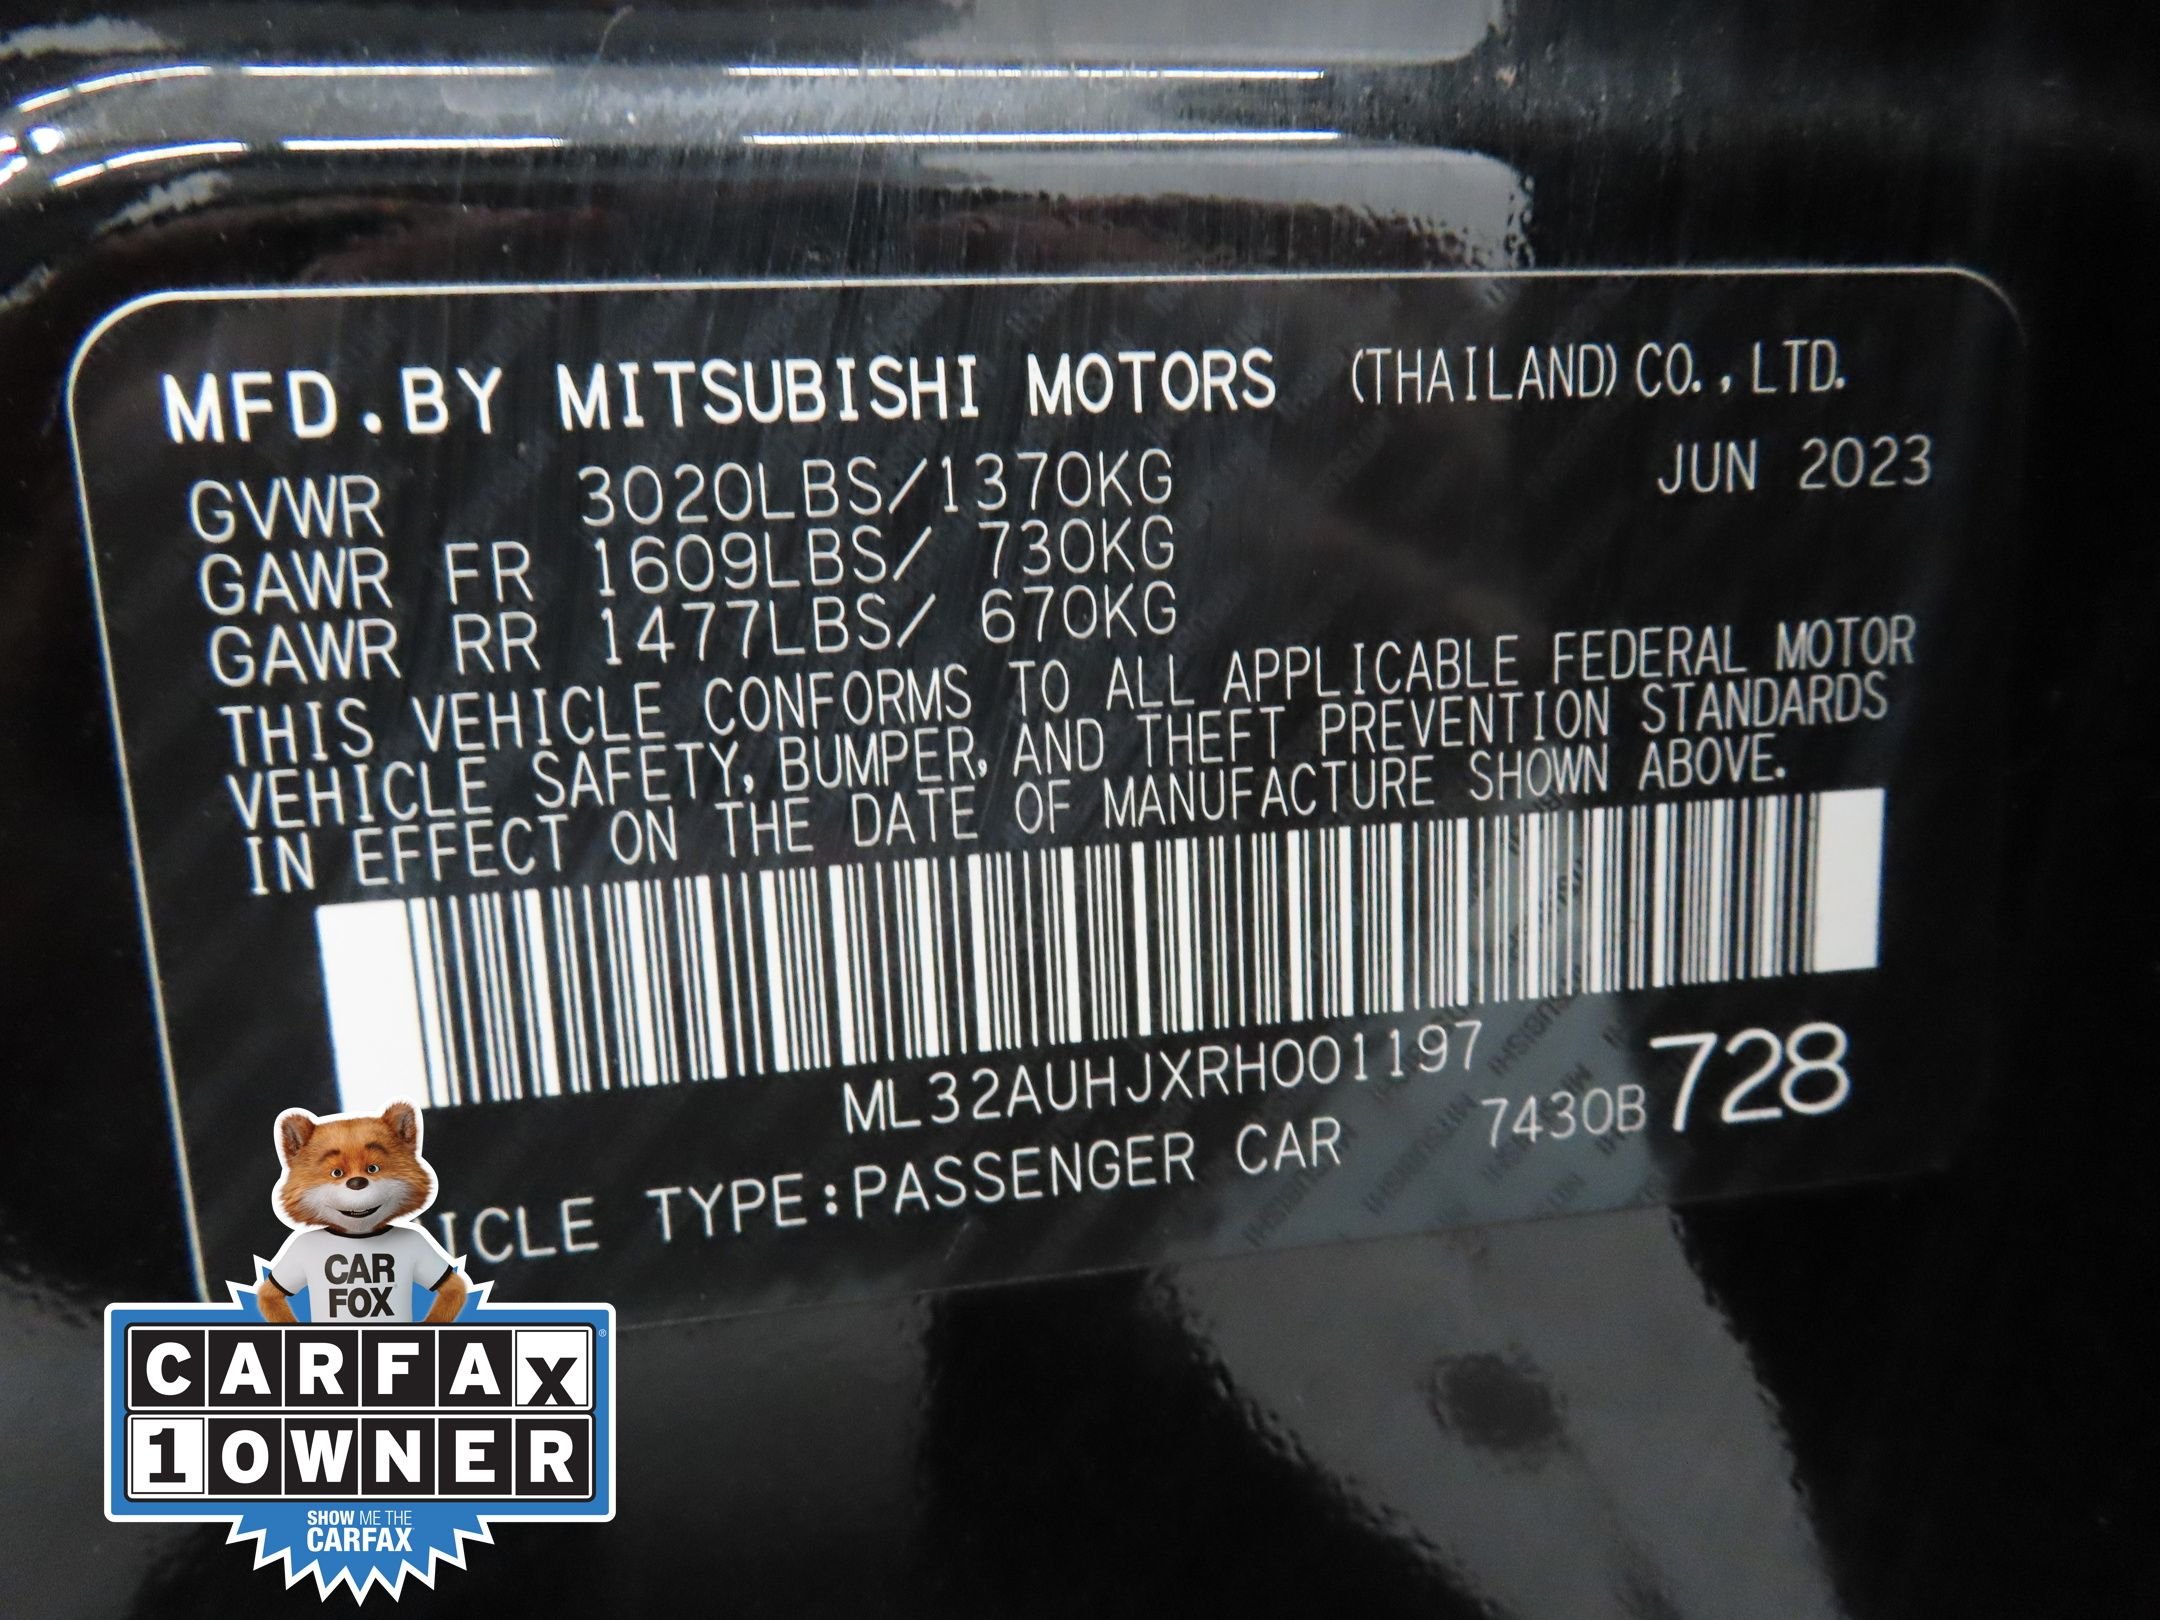 MFD.BY MITSUBISHI MOTORS (THAILAND) CO., LTD.
JUN 2023
GVWR 3020LBS/1370KG
GAWR FR 1609LBS/ 730KG
GAWR RR 1477LBS/ 670KG
THIS VEHICLE CONFORMS TO ALL APPLICABLE FEDERAL MOTOR
VEHICLE SAFETY, BUMPER, AND THEFT PREVENTION STANDARDS
IN EFFECT ON THE DATE OF MANUFACTURE SHOWN ABOVE.
ML32AUHJXRH001197
7430B 728
ICLE TYPE:PASSENGER CAR
CAR
FOX
CARFAX
1 OWNER
SHOW ME THE
CARFAX